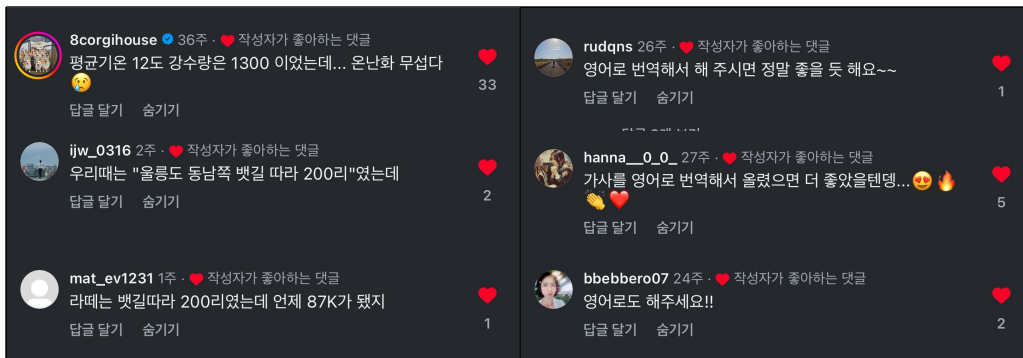 8corgihouse 36주 · 작성자가 좋아하는 댓글
평균기온 12도 강수량은 1300 이었는데... 온난화 무섭다
😢
33
답글 달기 숨기기
ijw_0316 2주 · 작성자가 좋아하는 댓글
우리때는 "울릉도 동남쪽 뱃길 따라 200리"였는데
2
답글 달기 숨기기
mat_ev1231 1주 · 작성자가 좋아하는 댓글
라떼는 뱃길따라 200리였는데 언제 87K가 됐지
1
답글 달기 숨기기
rudqns 26주 · 작성자가 좋아하는 댓글
영어로 번역해서 해 주시면 정말 좋을 듯 해요~~
1
답글 달기 숨기기
hanna__0_0_ 27주 · 작성자가 좋아하는 댓글
가사를 영어로 번역해서 올렸으면 더 좋았을텐뎅...😍🔥
👏❤️
5
답글 달기 숨기기
bbebbero07 24주 · 작성자가 좋아하는 댓글
영어로도 해주세요!!
2
답글 달기 숨기기